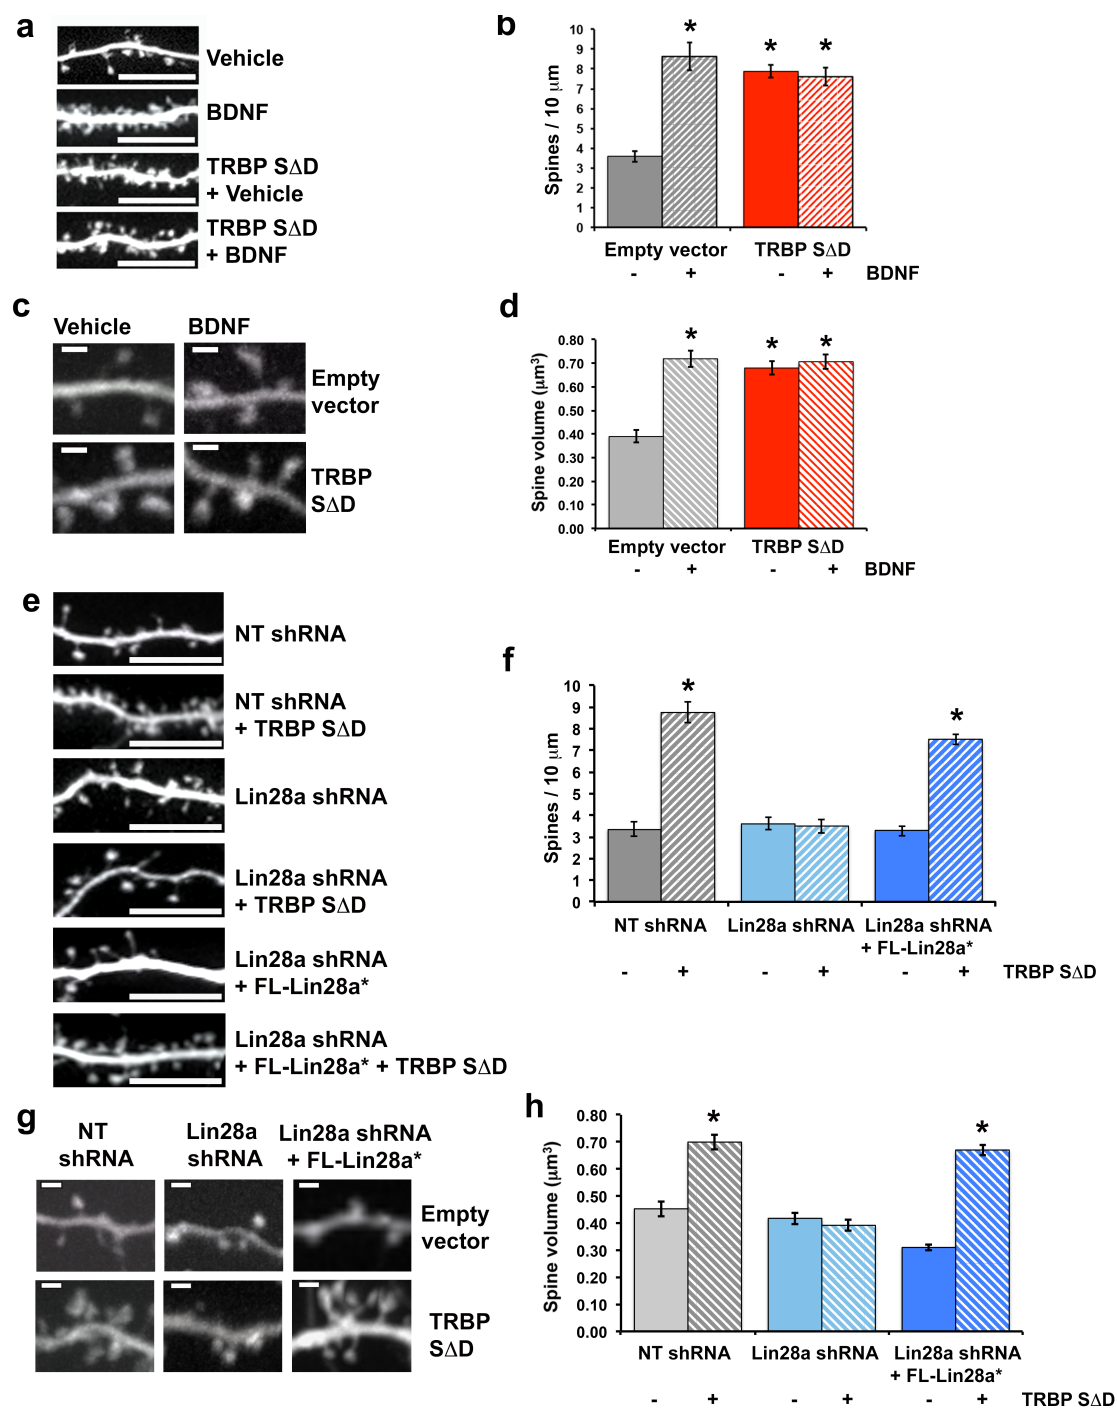 a
Vehicle
BDNF
TRBP SΔD
+ Vehicle
TRBP SΔD
+ BDNF
b
Spines / 10 µm
10
9
8
7
6
5
4
3
2
1
0
* * *
Empty vector TRBP SΔD
- + - + BDNF
c
Vehicle BDNF
Empty
vector
TRBP
SΔD
d
Spine volume (µm³)
0.80
0.70
0.60
0.50
0.40
0.30
0.20
0.10
0.00
* * *
Empty vector TRBP SΔD
- + - + BDNF
e
NT shRNA
NT shRNA
+ TRBP SΔD
Lin28a shRNA
Lin28a shRNA
+ TRBP SΔD
Lin28a shRNA
+ FL-Lin28a*
Lin28a shRNA
+ FL-Lin28a* + TRBP SΔD
f
Spines / 10 µm
10
9
8
7
6
5
4
3
2
1
0
* *
NT shRNA Lin28a shRNA Lin28a shRNA
+ FL-Lin28a*
- + - + - + TRBP SΔD
g
NT
shRNA
Lin28a
shRNA
Lin28a shRNA
+ FL-Lin28a*
Empty
vector
TRBP
SΔD
h
Spine volume (µm³)
0.80
0.70
0.60
0.50
0.40
0.30
0.20
0.10
0.00
* *
NT shRNA Lin28a shRNA Lin28a shRNA
+ FL-Lin28a*
- + - + - + TRBP SΔD